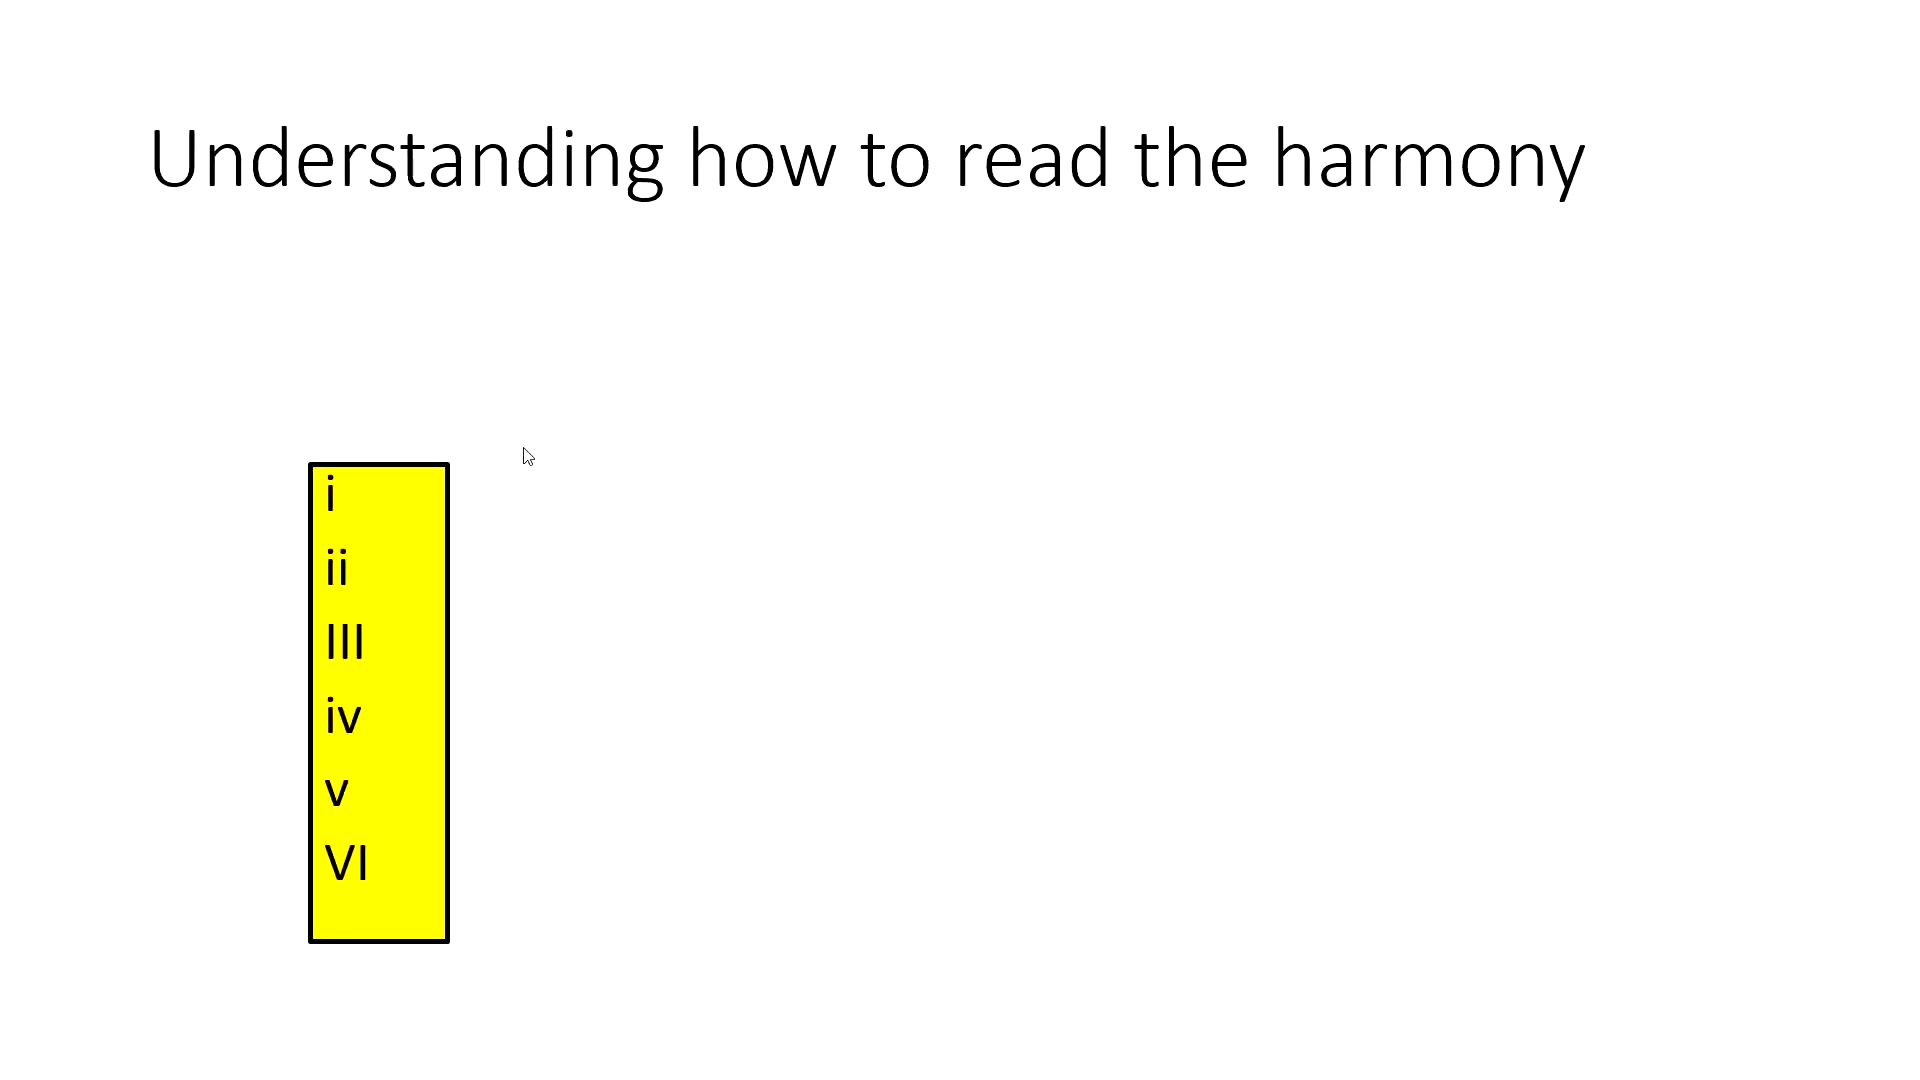 Understanding how to read the harmony
i
ii
III
iv
v
VI